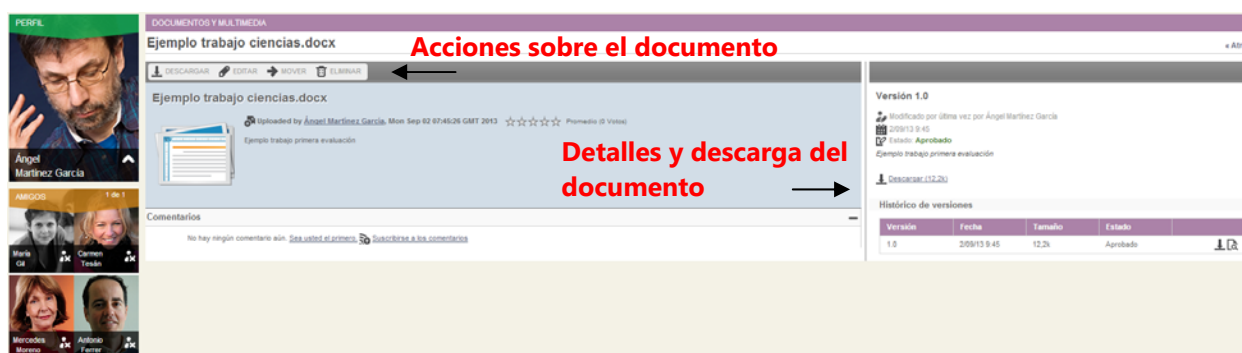 PERFIL
Angel
Martinez García
AMIGOS 1 de 1
María
Gil
Carmen
Tesán
Mercedes
Moreno
Antonio
Ferrer
DOCUMENTOS Y MULTIMEDIA
Ejemplo trabajo ciencias.docx
« Atr
Acciones sobre el documento
DESCARGAR EDITAR MOVER ELIMINAR
Ejemplo trabajo ciencias.docx
Uploaded by Ángel Martínez García, Mon Sep 02 07:45:26 GMT 2013 Promedio (0 Votos)
Ejemplo trabajo primera evaluación
Detalles y descarga del
documento
Comentarios
No hay ningún comentario aún. Sea usted el primero. Suscribirse a los comentarios
Versión 1.0
Modificado por última vez por Ángel Martínez García
2/09/13 9:45
Estado: Aprobado
Ejemplo trabajo primera evaluación
Descargar (12,2k)
Histórico de versiones
Versión Fecha Tamaño Estado
1.0 2/09/13 9:45 12,2k Aprobado